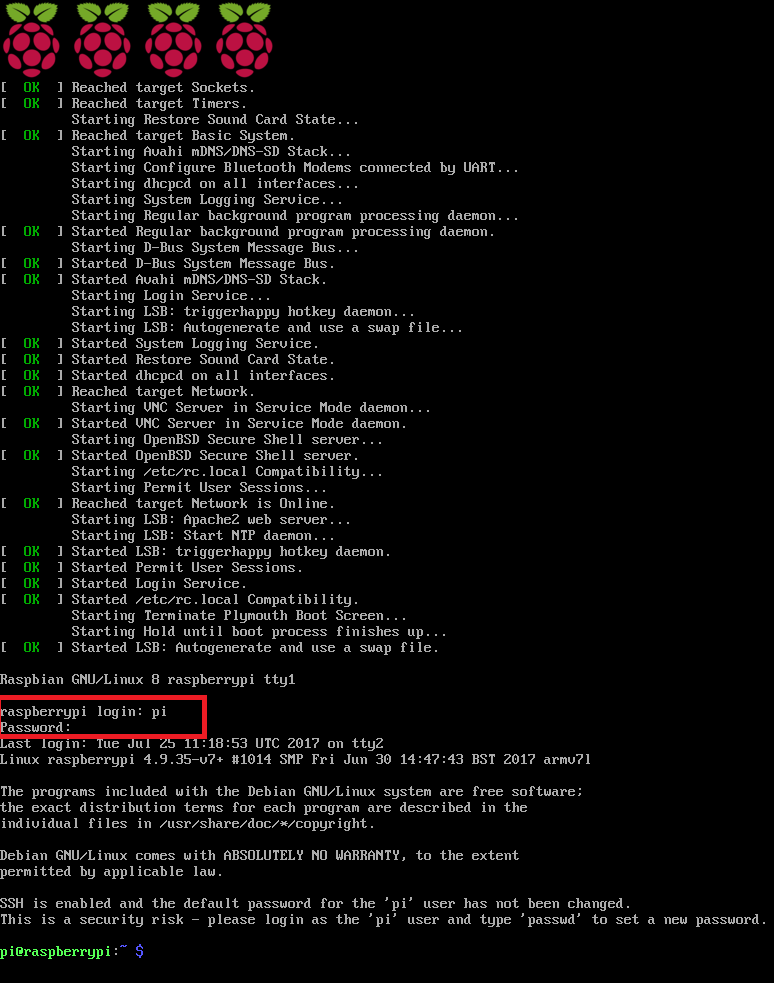 [  OK  ] Reached target Sockets.
[  OK  ] Reached target Timers.
         Starting Restore Sound Card State...
[  OK  ] Reached target Basic System.
         Starting Avahi mDNS/DNS-SD Stack...
         Starting Configure Bluetooth Modems connected by UART...
         Starting dhcpcd on all interfaces...
         Starting System Logging Service...
         Starting Regular background program processing daemon...
[  OK  ] Started Regular background program processing daemon.
         Starting D-Bus System Message Bus...
[  OK  ] Started D-Bus System Message Bus.
[  OK  ] Started Avahi mDNS/DNS-SD Stack.
         Starting Login Service...
         Starting LSB: triggerhappy hotkey daemon...
         Starting LSB: Autogenerate and use a swap file...
[  OK  ] Started System Logging Service.
[  OK  ] Started Restore Sound Card State.
[  OK  ] Started dhcpcd on all interfaces.
[  OK  ] Reached target Network.
         Starting VNC Server in Service Mode daemon...
[  OK  ] Started VNC Server in Service Mode daemon.
         Starting OpenBSD Secure Shell server...
[  OK  ] Started OpenBSD Secure Shell server.
         Starting /etc/rc.local Compatibility...
         Starting Permit User Sessions...
[  OK  ] Reached target Network is Online.
         Starting LSB: Apache2 web server...
         Starting LSB: Start NTP daemon...
[  OK  ] Started LSB: triggerhappy hotkey daemon.
[  OK  ] Started Permit User Sessions.
[  OK  ] Started Login Service.
[  OK  ] Started /etc/rc.local Compatibility.
         Starting Terminate Plymouth Boot Screen...
         Starting Hold until boot process finishes up...
[  OK  ] Started LSB: Autogenerate and use a swap file.
Raspbian GNU/Linux 8 raspberrypi tty1
raspberrypi login: pi
Password:
Last login: Tue Jul 25 11:18:53 UTC 2017 on tty2
Linux raspberrypi 4.9.35-v7+ #1014 SMP Fri Jun 30 14:47:43 BST 2017 armv7l
The programs included with the Debian GNU/Linux system are free software;
the exact distribution terms for each program are described in the
individual files in /usr/share/doc/*/copyright.
Debian GNU/Linux comes with ABSOLUTELY NO WARRANTY, to the extent
permitted by applicable law.
SSH is enabled and the default password for the 'pi' user has not been changed.
This is a security risk - please login as the 'pi' user and type 'passwd' to set a new password.
pi@raspberrypi:~ $